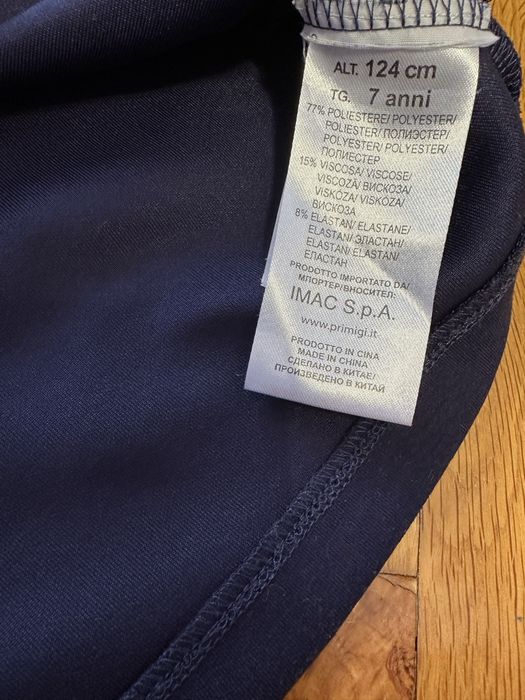 ALT. 124 cm
TG. 7 anni
77% POLIESTERE/ POLYESTER/
POLIESTER/ ПОЛИЭСТЕР/
POLYESTER/ POLYESTER/
ПОЛИЕСТЕР
15% VISCOSA/ VISCOSE/
VISCOZĂ/ ВИСКОЗА/
VISKÓZA/ VISKÓZA/
ВИСКОЗА
8% ELASTAN/ ELASTANE/
ELASTAN/ ЭЛАСТАН/
ELASTAN/ ELASTAN/
ЕЛАСТАН
PRODOTTO IMPORTATO DA/
МПОРТЕР/ВНОСИТЕЛ:
IMAC S.p.A.
www.primigi.it.
PRODOTTO IN CINA
MADE IN CHINA
СДЕЛАНО В КИТАЕ/
ПРОИЗВЕДЕНО В КИТАЙ